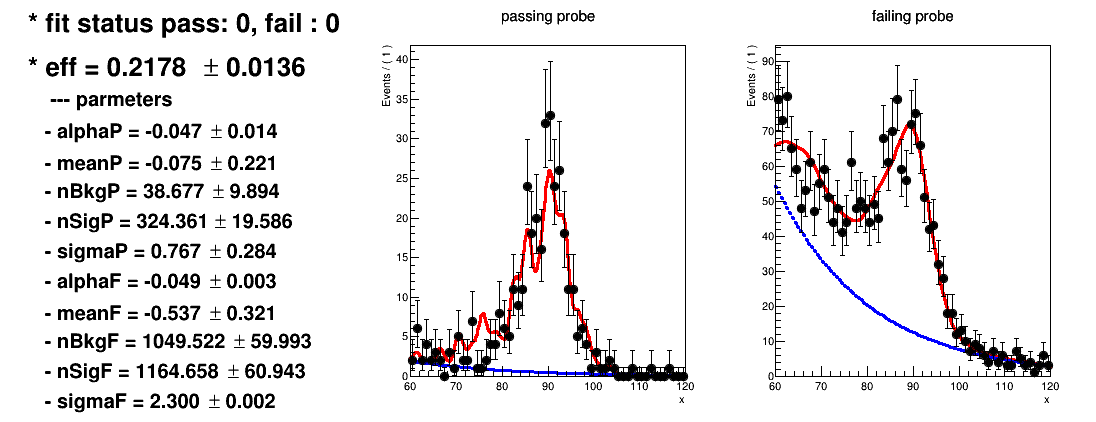 * fit status pass: 0, fail : 0
* eff = 0.2178 ± 0.0136
--- parmeters
- alphaP = -0.047 ± 0.014
- meanP = -0.075 ± 0.221
- nBkgP = 38.677 ± 9.894
- nSigP = 324.361 ± 19.586
- sigmaP = 0.767 ± 0.284
- alphaF = -0.049 ± 0.003
- meanF = -0.537 ± 0.321
- nBkgF = 1049.522 ± 59.993
- nSigF = 1164.658 ± 60.943
- sigmaF = 2.300 ± 0.002
passing probe
Events / ( 1 )
40
35
30
25
20
15
10
5
0
60 70 80 90 100 110 120
x
failing probe
Events / ( 1 )
90
80
70
60
50
40
30
20
10
0
60 70 80 90 100 110 120
x